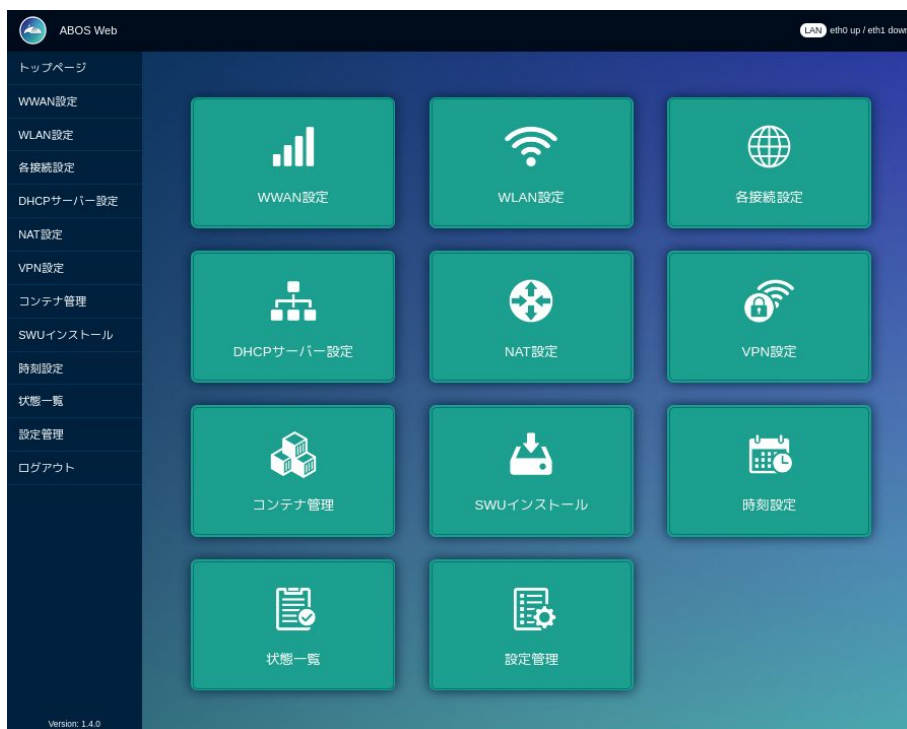 ABOS Web
LAN eth0 up / eth1 down
トップページ
WWAN設定
WLAN設定
各接続設定
DHCPサーバー設定
NAT設定
VPN設定
コンテナ管理
SWUインストール
時刻設定
状態一覧
設定管理
ログアウト
WWAN設定
WLAN設定
各接続設定
DHCPサーバー設定
NAT設定
VPN設定
コンテナ管理
SWUインストール
時刻設定
状態一覧
設定管理
Version: 1.4.0